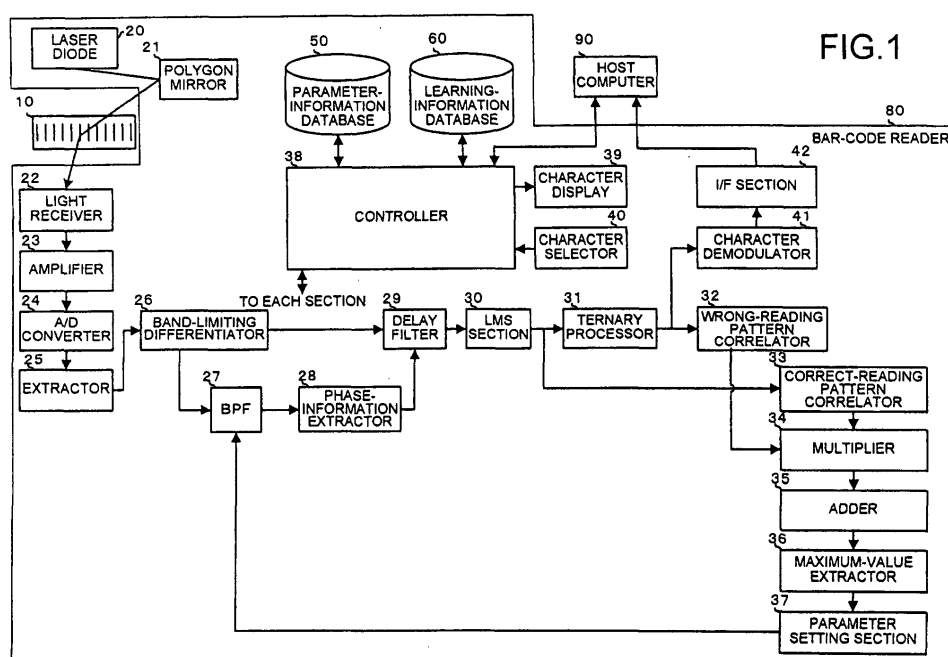 FIG.1
20
LASER
DIODE
21
POLYGON
MIRROR
10
50
PARAMETER-
INFORMATION
DATABASE
60
LEARNING-
INFORMATION
DATABASE
90
HOST
COMPUTER
80
BAR-CODE READER
38
CONTROLLER
39
CHARACTER
DISPLAY
40
CHARACTER
SELECTOR
42
I/F SECTION
41
CHARACTER
DEMODULATOR
TO EACH SECTION
22
LIGHT
RECEIVER
23
AMPLIFIER
24
A/D
CONVERTER
25
EXTRACTOR
26
BAND-LIMITING
DIFFERENTIATOR
27
BPF
28
PHASE-
INFORMATION
EXTRACTOR
29
DELAY
FILTER
30
LMS
SECTION
31
TERNARY
PROCESSOR
32
WRONG-READING
PATTERN
CORRELATOR
33
CORRECT-READING
PATTERN
CORRELATOR
34
MULTIPLIER
35
ADDER
36
MAXIMUM-VALUE
EXTRACTOR
37
PARAMETER
SETTING SECTION